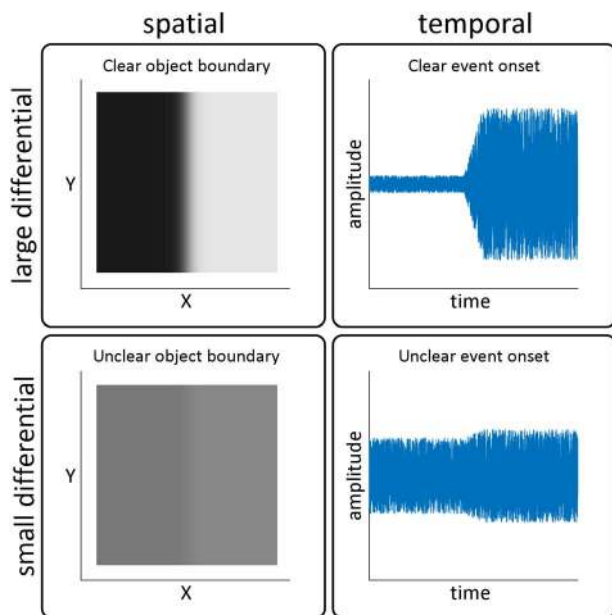 spatial
temporal
large differential
Clear object boundary
Y
X
Clear event onset
amplitude
time
small differential
Unclear object boundary
Y
X
Unclear event onset
amplitude
time